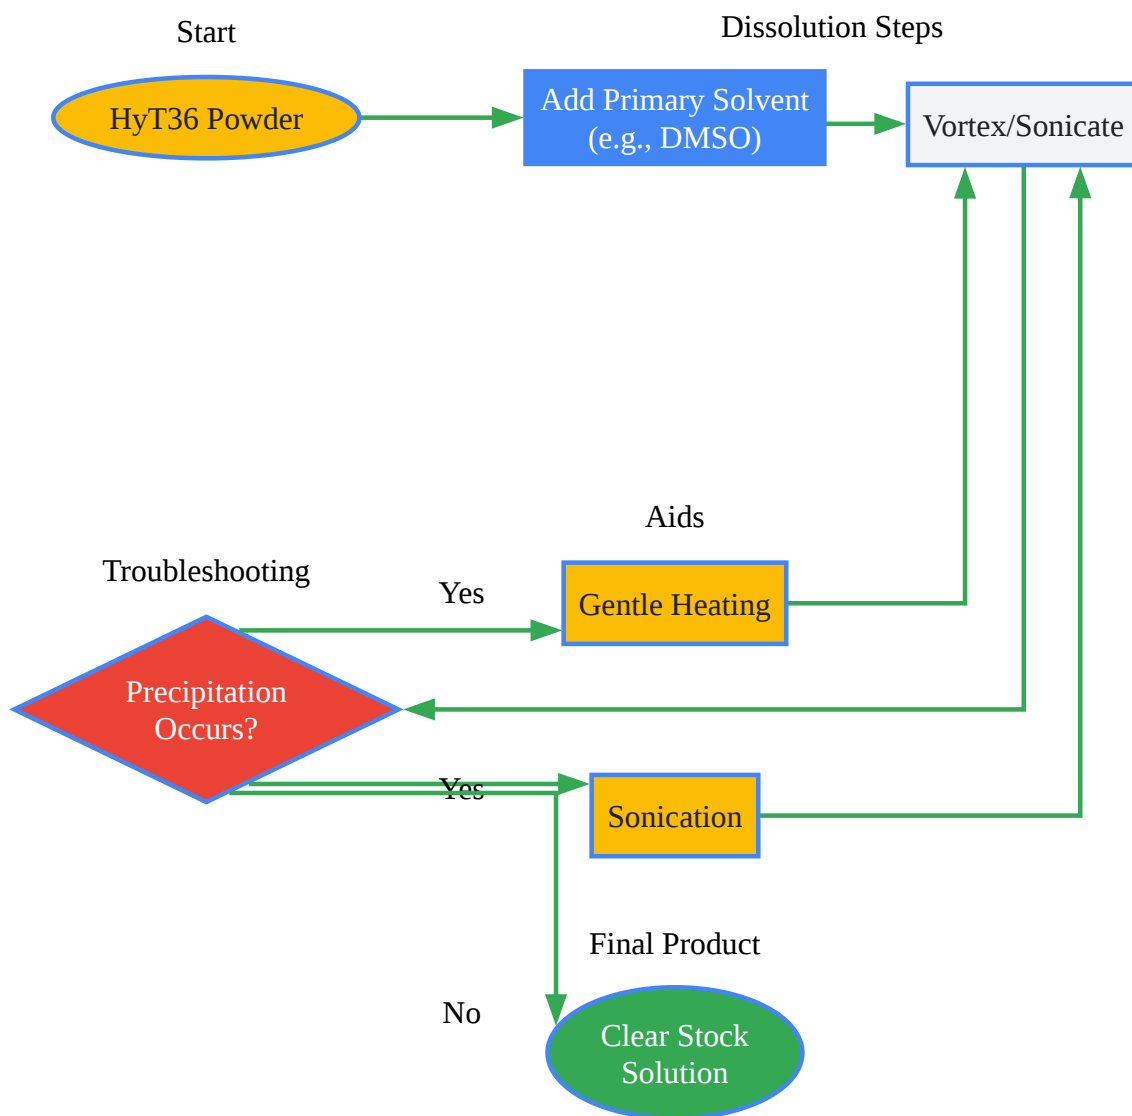 Start
Dissolution Steps
HyT36 Powder
Add Primary Solvent
(e.g., DMSO)
Vortex/Sonicate
Aids
Troubleshooting
Yes
Gentle Heating
Precipitation
Occurs?
Yes
Sonication
Final Product
No
Clear Stock
Solution